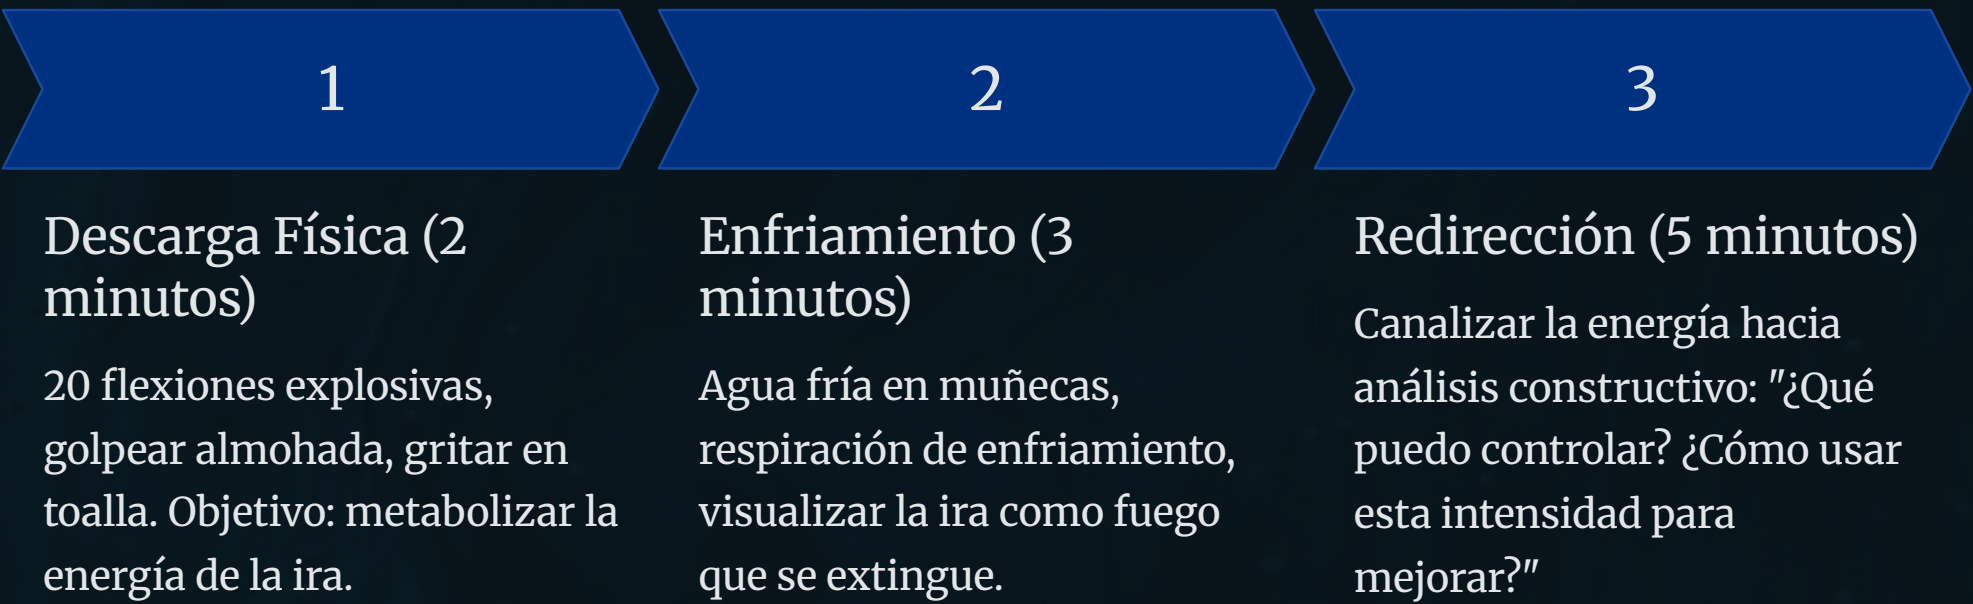 1
2
3
Descarga Física (2
minutos)
20 flexiones explosivas,
golpear almohada, gritar en
toalla. Objetivo: metabolizar la
energía de la ira.
Enfriamiento (3
minutos)
Agua fría en muñecas,
respiración de enfriamiento,
visualizar la ira como fuego
que se extingue.
Redirección (5 minutos)
Canalizar la energía hacia
análisis constructivo: "¿Qué
puedo controlar? ¿Cómo usar
esta intensidad para
mejorar?"